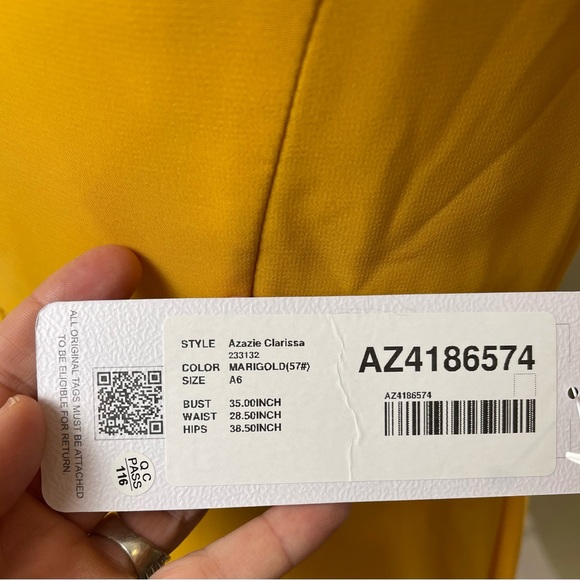 ALL ORIGINAL TAGS MUST BE ATTACHED
TO BE ELIGIBLE FOR RETURN
QC
PASS
116
STYLE Azazie Clarissa
233132
COLOR MARIGOLD(57#)
SIZE A6
BUST 35.00INCH
WAIST 28.50INCH
HIPS 38.50INCH
AZ4186574
AZ4186574